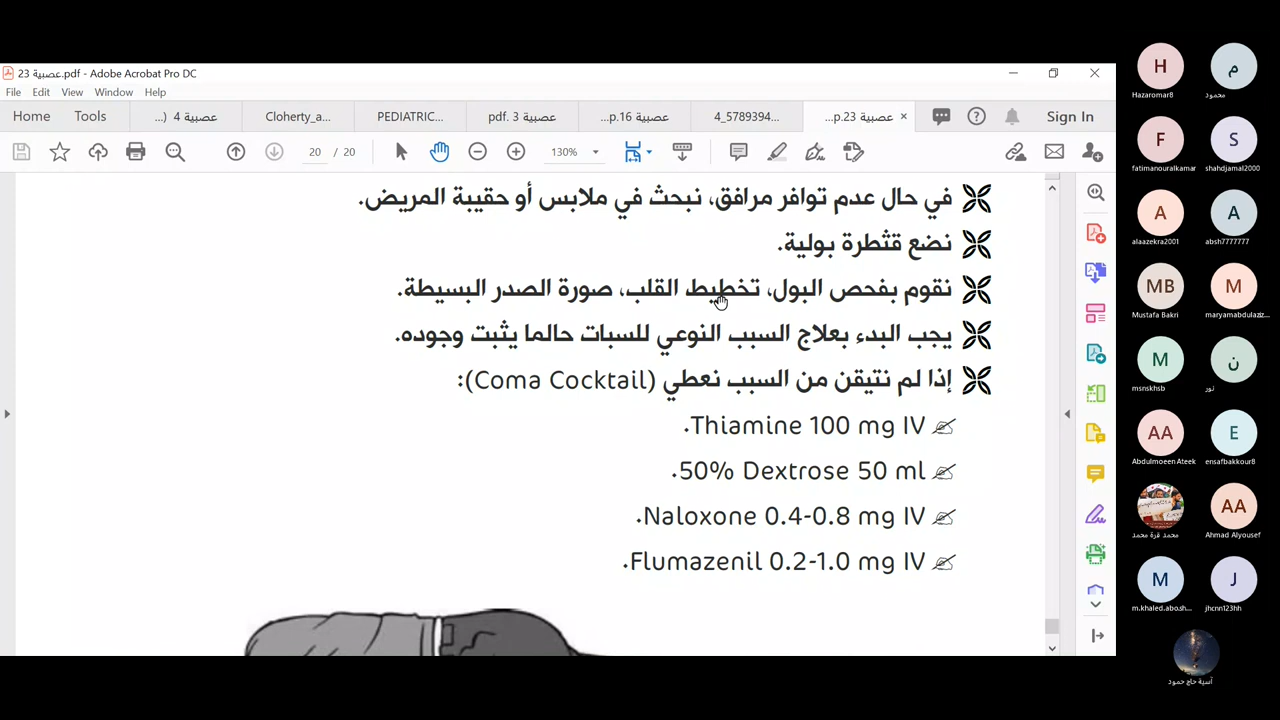 عصبية 23.pdf - Adobe Acrobat Pro DC
File Edit View Window Help
Home Tools
عصبية 4 (...
Cloherty_a...
PEDIATRIC...
عصبية 3 .pdf
عصبية 16.p...
4_5789394...
عصبية 23.p... ×
Sign In
20 / 20
130%
في حال عدم توافر مرافق، نبحث في ملابس أو حقيبة المريض.
نضع قثطرة بولية.
نقوم بفحص البول، تخطيط القلب، صورة الصدر البسيطة.
يجب البدء بعلاج السبب النوعي للسبات حالما يثبت وجوده.
إذا لم نتيقن من السبب نعطي (Coma Cocktail):
Thiamine 100 mg IV.
50% Dextrose 50 ml.
Naloxone 0.4-0.8 mg IV.
Flumazenil 0.2-1.0 mg IV.
H
Hazaromar8
م
محمود
F
fatimanouralkamar
S
shahdjamal2000
A
alaazekra2001
A
absh7777777
MB
Mustafa Bakri
M
maryamabdulaziz...
M
msnskhsb
ن
نور
AA
Abdulmoeen Ateek
E
ensafbakkour8
محمد قرة محمد
AA
Ahmad Alyousef
M
m.khaled.abo.sh...
J
jhcnn123hh
آسية حاج حمود